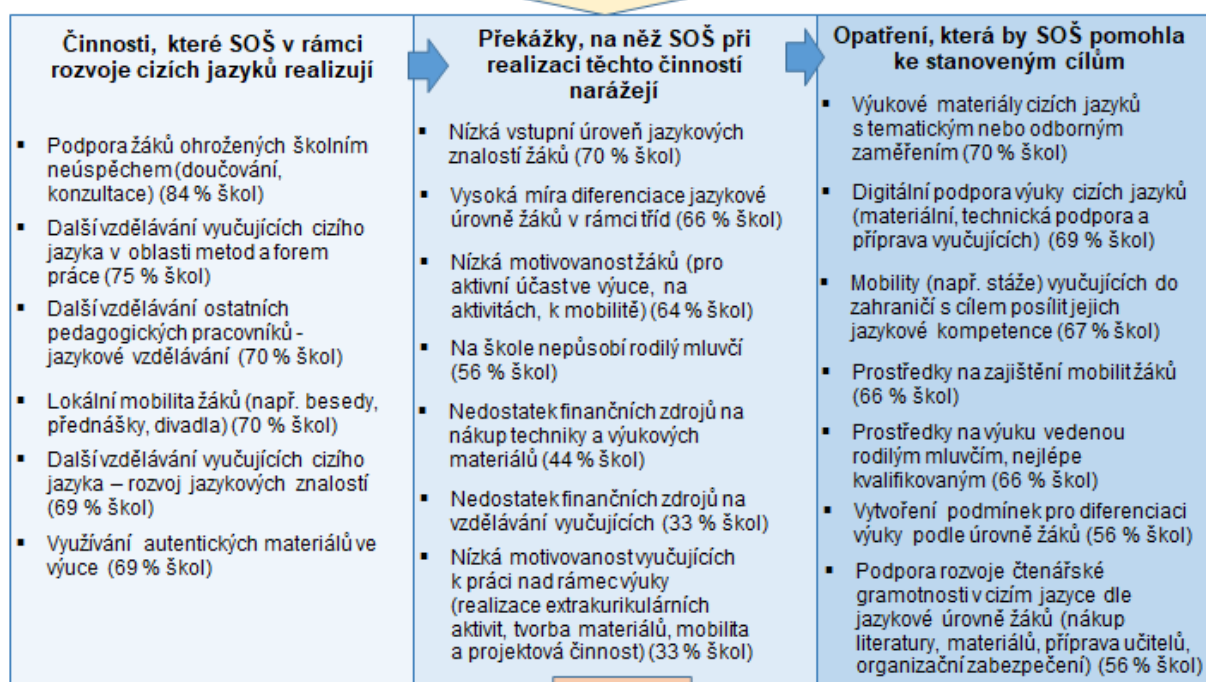 Činnosti, které SOŠ v rámci
rozvoje cizích jazyků realizují
▪ Podpora žáků ohrožených školním
neúspěchem (doučování,
konzultace) (84 % škol)
▪ Další vzdělávání vyučujících cizího
jazyka v oblasti metod a forem
práce (75 % škol)
▪ Další vzdělávání ostatních
pedagogických pracovníků -
jazykové vzdělávání (70 % škol)
▪ Lokální mobilita žáků (např. besedy,
přednášky, divadla) (70 % škol)
▪ Další vzdělávání vyučujících cizího
jazyka – rozvoj jazykových znalostí
(69 % škol)
▪ Využívání autentických materiálů ve
výuce (69 % škol)
Překážky, na něž SOŠ při
realizaci těchto činností
narážejí
▪ Nízká vstupní úroveň jazykových
znalostí žáků (70 % škol)
▪ Vysoká míra diferenciace jazykové
úrovně žáků v rámci tříd (66 % škol)
▪ Nízká motivovanost žáků (pro
aktivní účast ve výuce, na
aktivitách, k mobilitě) (64 % škol)
▪ Na škole nepůsobí rodilý mluvčí
(56 % škol)
▪ Nedostatek finančních zdrojů na
nákup techniky a výukových
materiálů (44 % škol)
▪ Nedostatek finančních zdrojů na
vzdělávání vyučujících (33 % škol)
▪ Nízká motivovanost vyučujících
k práci nad rámec výuky
(realizace extrakurikulárních
aktivit, tvorba materiálů, mobilita
a projektová činnost) (33 % škol)
Opatření, která by SOŠ pomohla
ke stanoveným cílům
▪ Výukové materiály cizích jazyků
s tematickým nebo odborným
zaměřením (70 % škol)
▪ Digitální podpora výuky cizích jazyků
(materiální, technická podpora a
příprava vyučujících) (69 % škol)
▪ Mobility (např. stáže) vyučujících do
zahraničí s cílem posílit jejich
jazykové kompetence (67 % škol)
▪ Prostředky na zajištění mobilit žáků
(66 % škol)
▪ Prostředky na výuku vedenou
rodilým mluvčím, nejlépe
kvalifikovaným (66 % škol)
▪ Vytvoření podmínek pro diferenciaci
výuky podle úrovně žáků (56 % škol)
▪ Podpora rozvoje čtenářské
gramotnosti v cizím jazyce dle
jazykové úrovně žáků (nákup
literatury, materiálů, příprava učitelů,
organizační zabezpečení) (56 % škol)